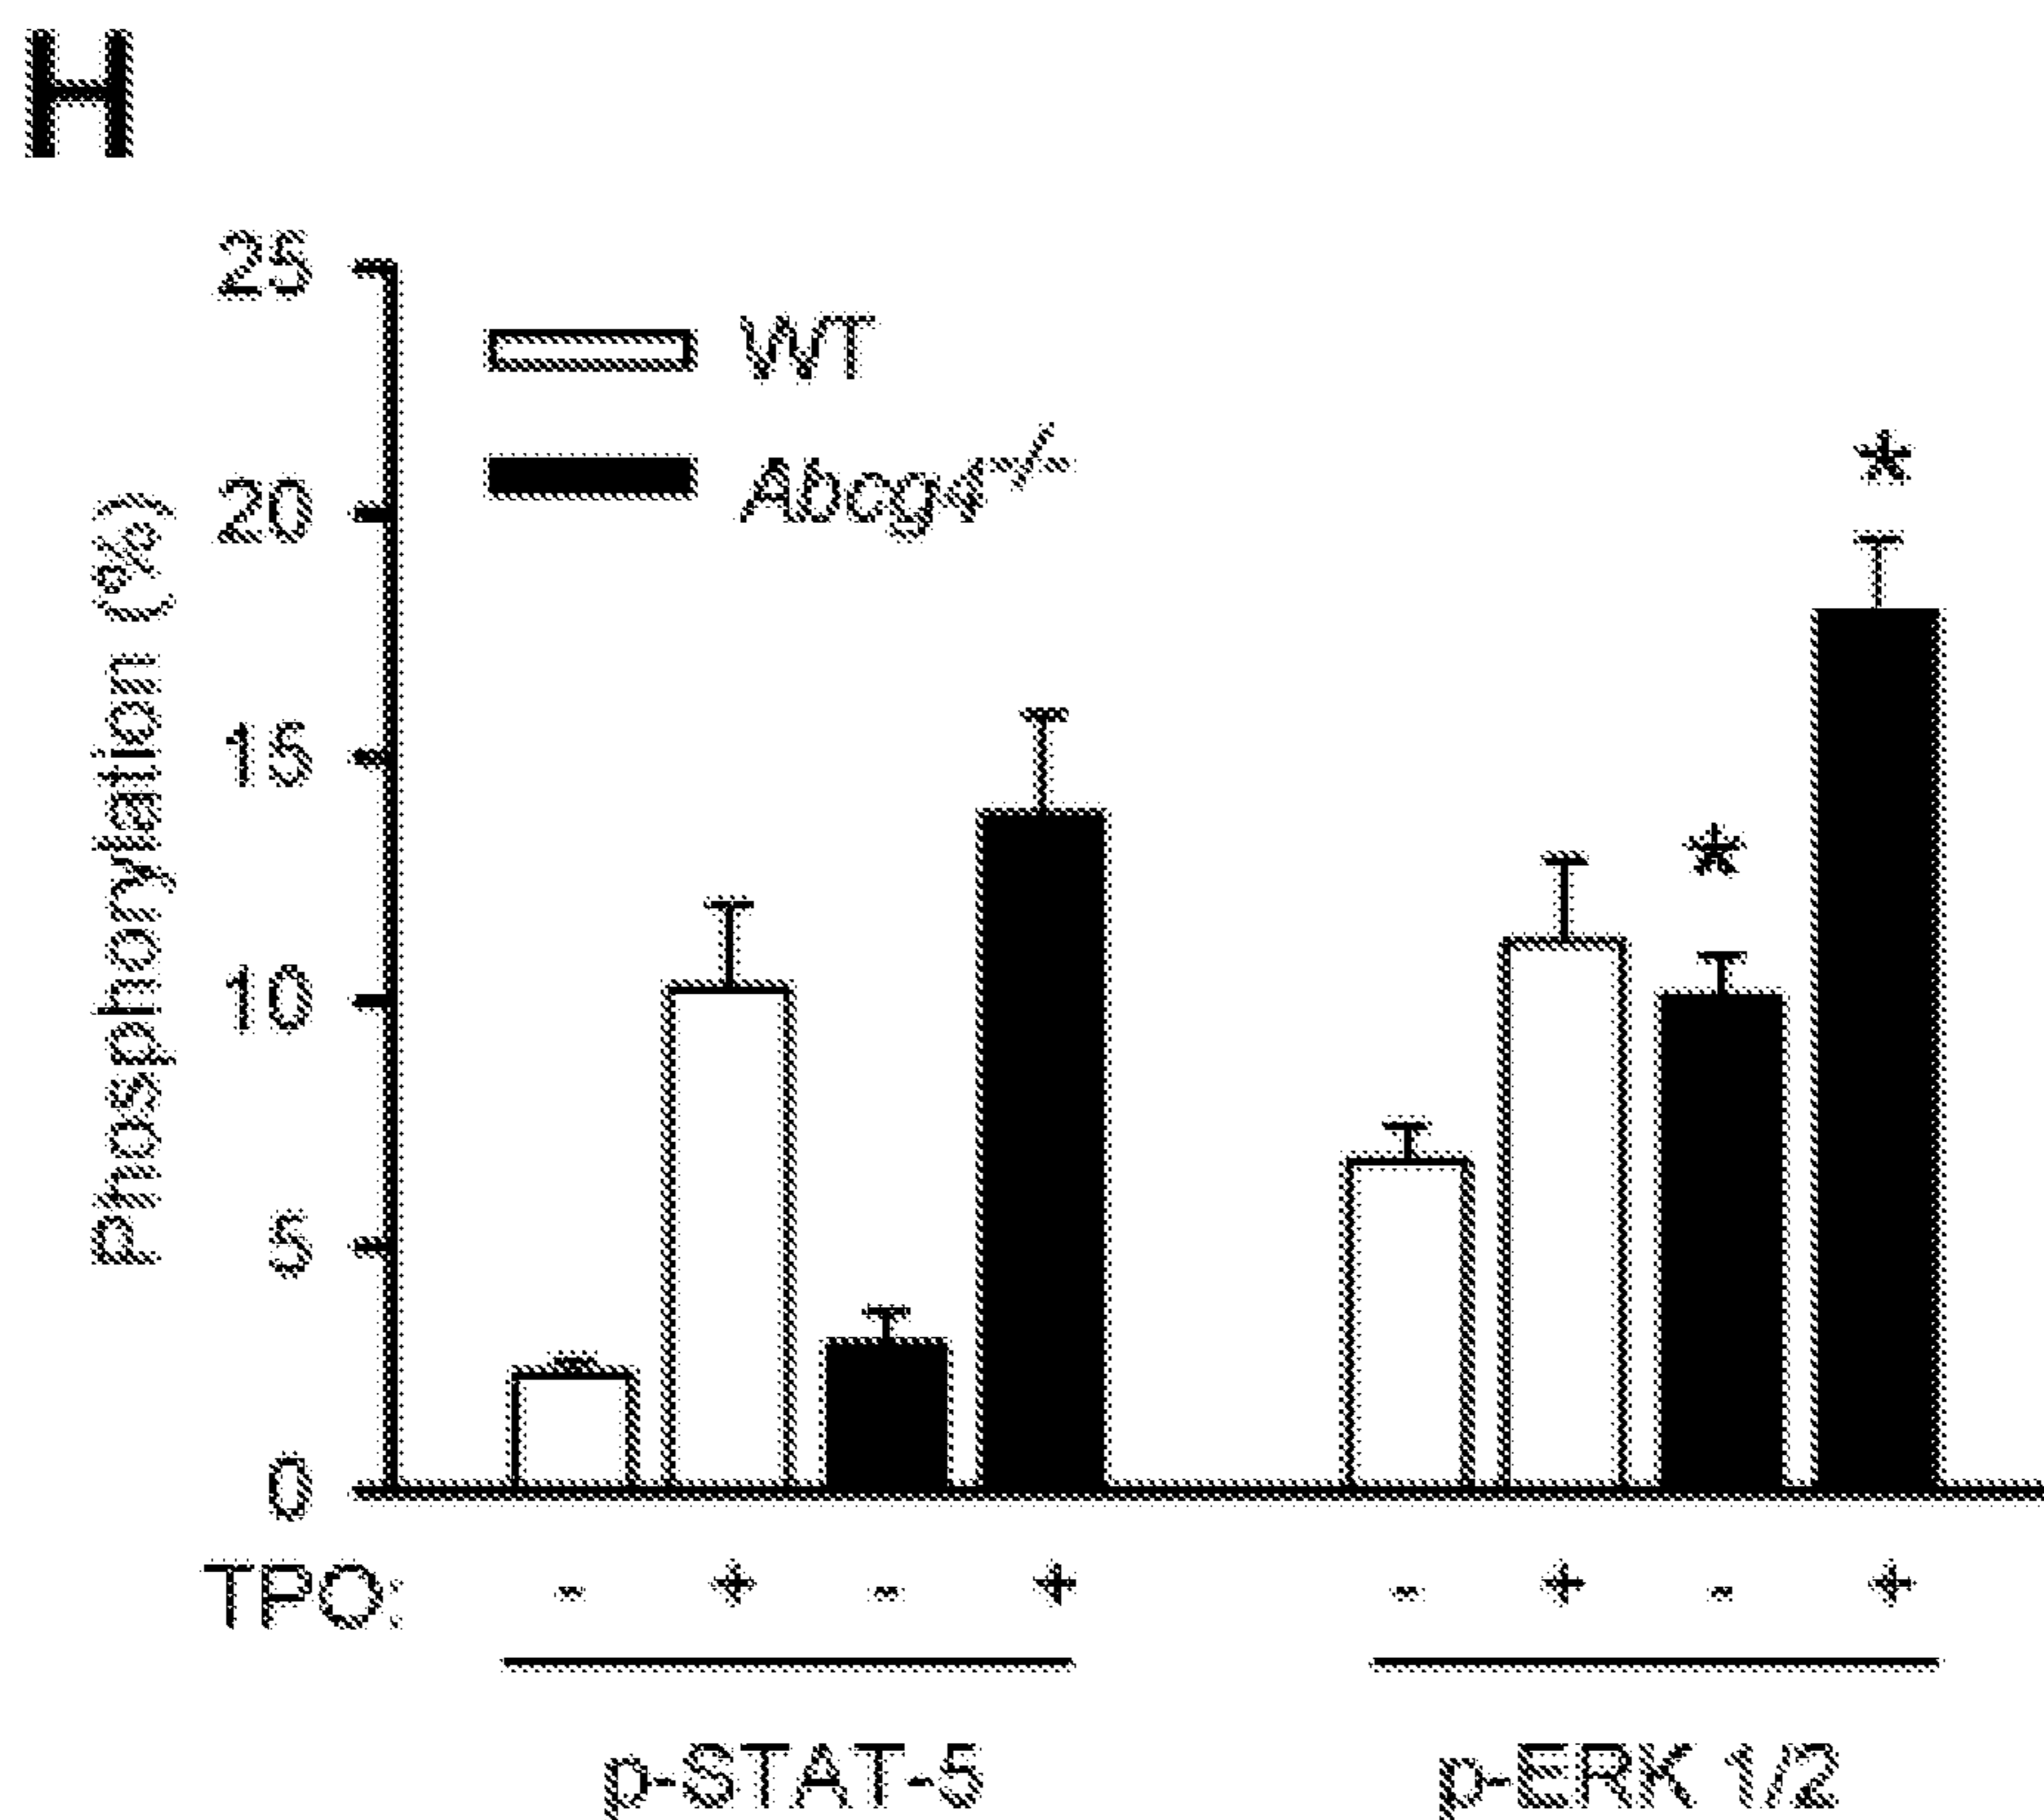 H
25
20
15
10
5
0
Phosphorylation (%)
WT
Abcg4-/-
*
*
TPO: - + - + - + - +
p-STAT-5 p-ERK 1/2